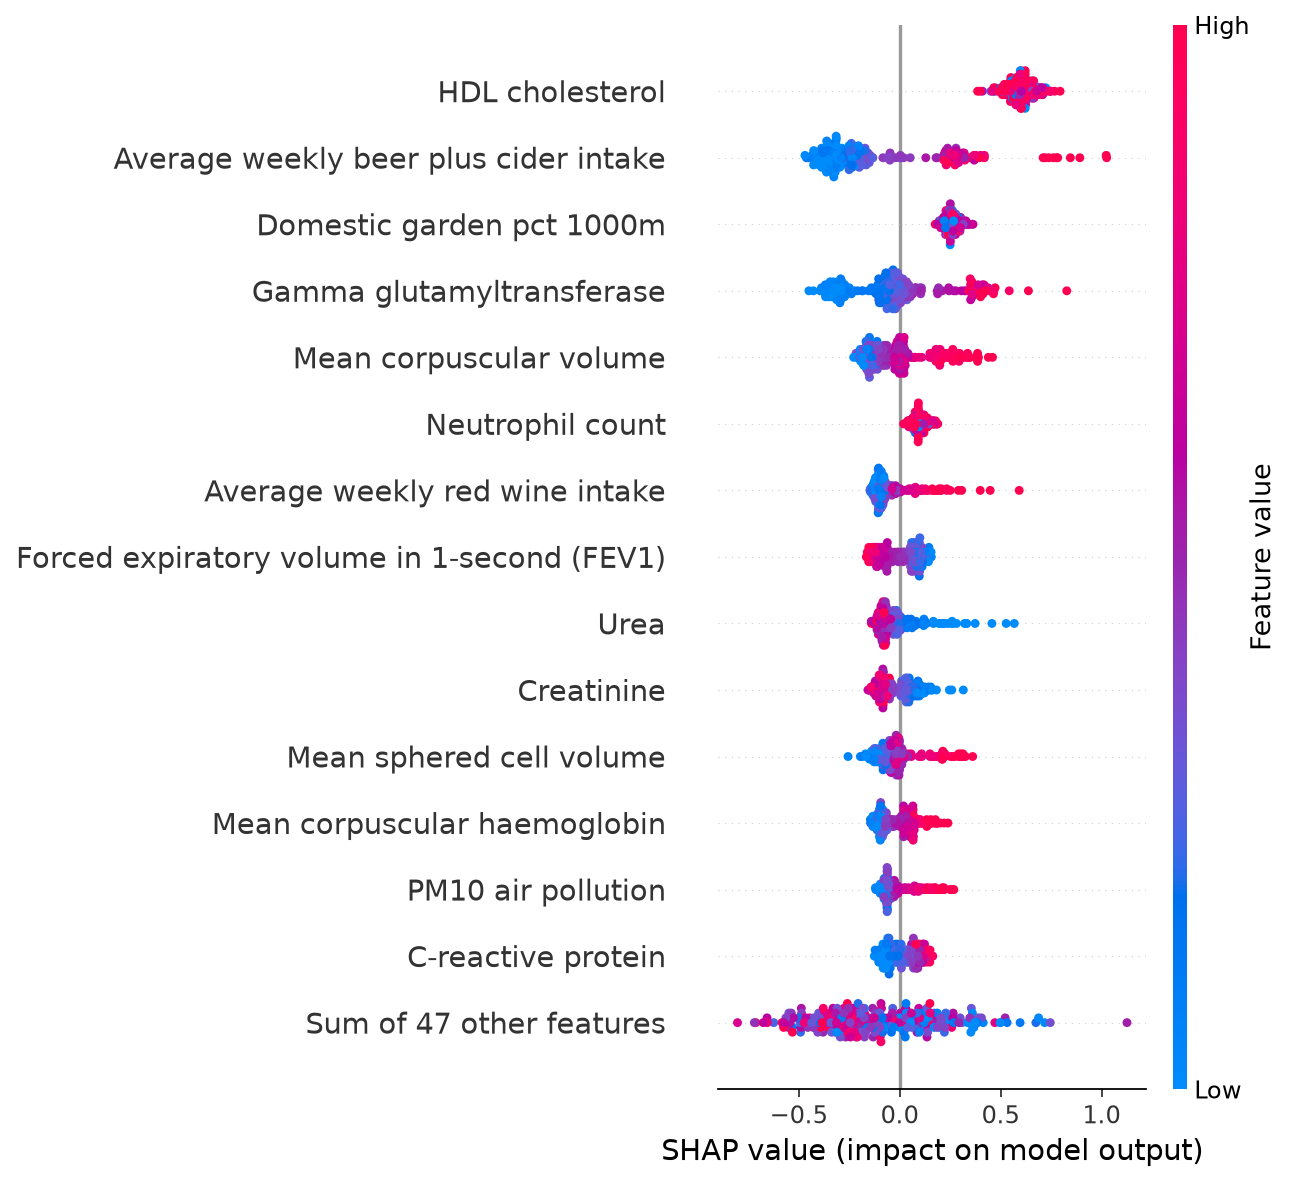 High
HDL cholesterol
Average weekly beer plus cider intake
Domestic garden pct 1000m
Gamma glutamyltransferase
Mean corpuscular volume
Neutrophil count
Average weekly red wine intake
Forced expiratory volume in 1-second (FEV1)
Urea
Creatinine
Mean sphered cell volume
Mean corpuscular haemoglobin
PM10 air pollution
C-reactive protein
Sum of 47 other features
Feature value
Low
−0.5 0.0 0.5 1.0
SHAP value (impact on model output)